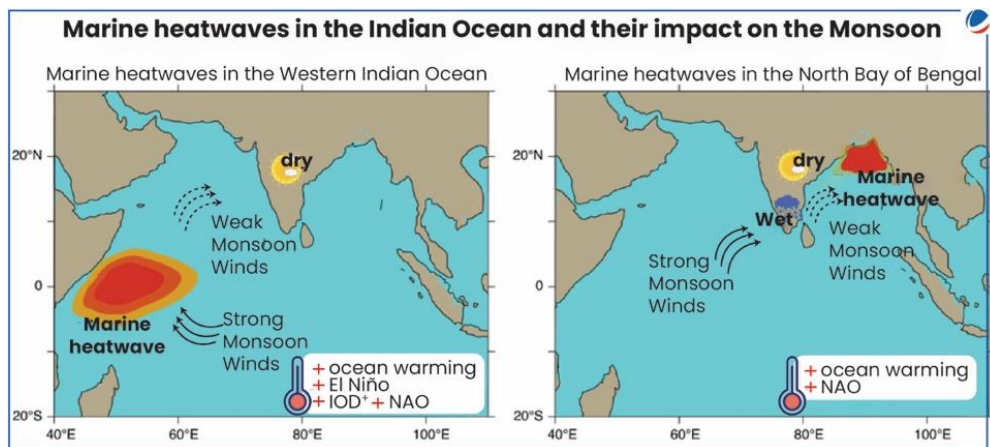 Marine heatwaves in the Indian Ocean and their impact on the Monsoon
Marine heatwaves in the Western Indian Ocean
20°N
0
20°S
40°E
60°E
80°E
100°E
dry
Weak
Monsoon
Winds
Marine
heatwave
Strong
Monsoon
Winds
+ ocean warming
+ El Niño
+ IOD⁺ + NAO
Marine heatwaves in the North Bay of Bengal
20°N
0
20°S
40°E
60°E
80°E
100°E
dry
Marine
heatwave
Wet
Weak
Monsoon
Winds
Strong
Monsoon
Winds
+ ocean warming
+ NAO